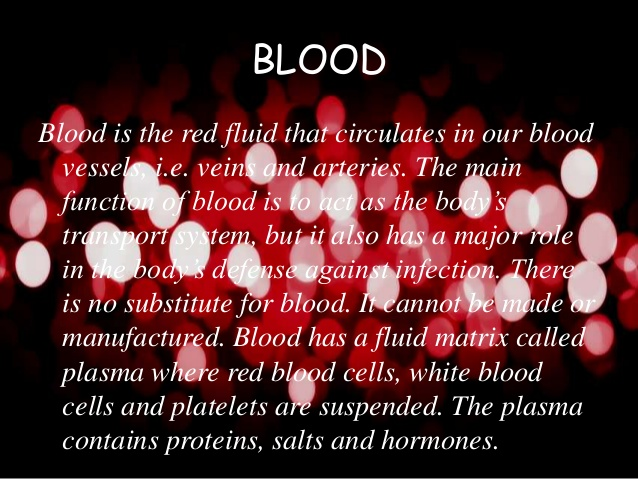 BLOOD
Blood is the red fluid that circulates in our blood
vessels, i.e. veins and arteries. The main
function of blood is to act as the body's
transport system, but it also has a major role
in the body's defense against infection. There
is no substitute for blood. It cannot be made or
manufactured. Blood has a fluid matrix called
plasma where red blood cells, white blood
cells and platelets are suspended. The plasma
contains proteins, salts and hormones.